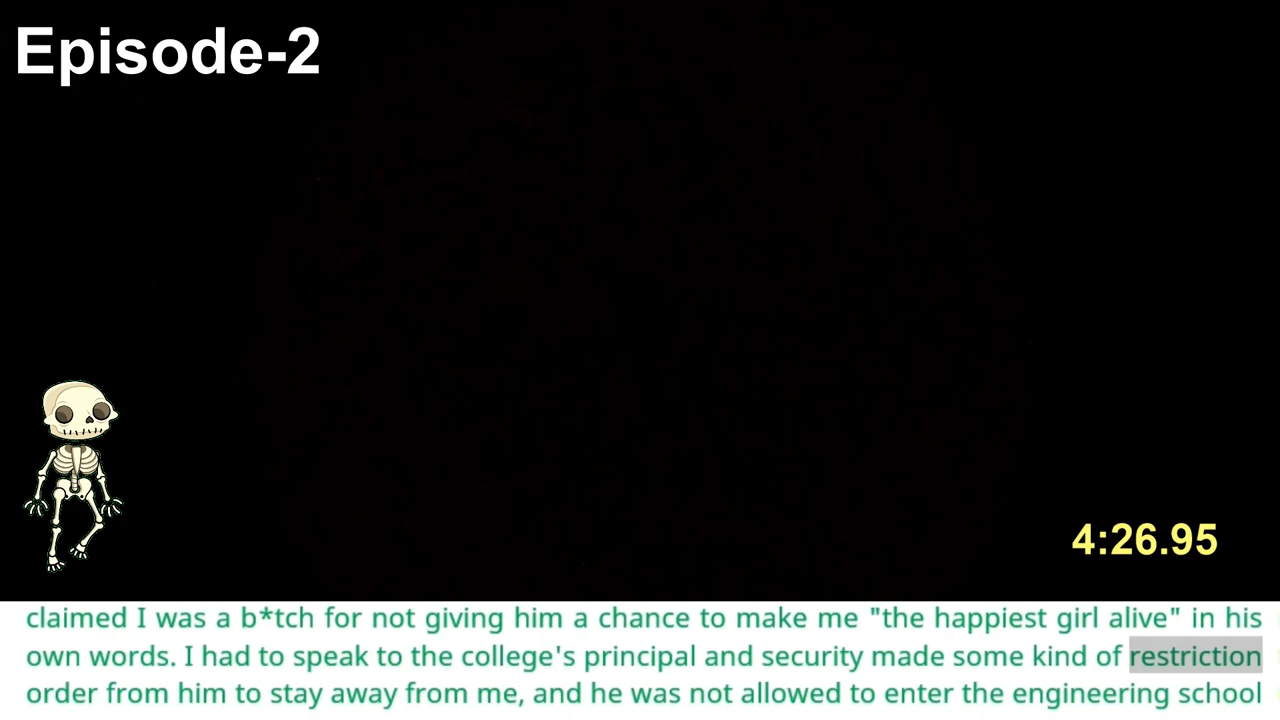 Episode-2
4:26.95
claimed I was a b*tch for not giving him a chance to make me "the happiest girl alive" in his
own words. I had to speak to the college's principal and security made some kind of restriction
order from him to stay away from me, and he was not allowed to enter the engineering school